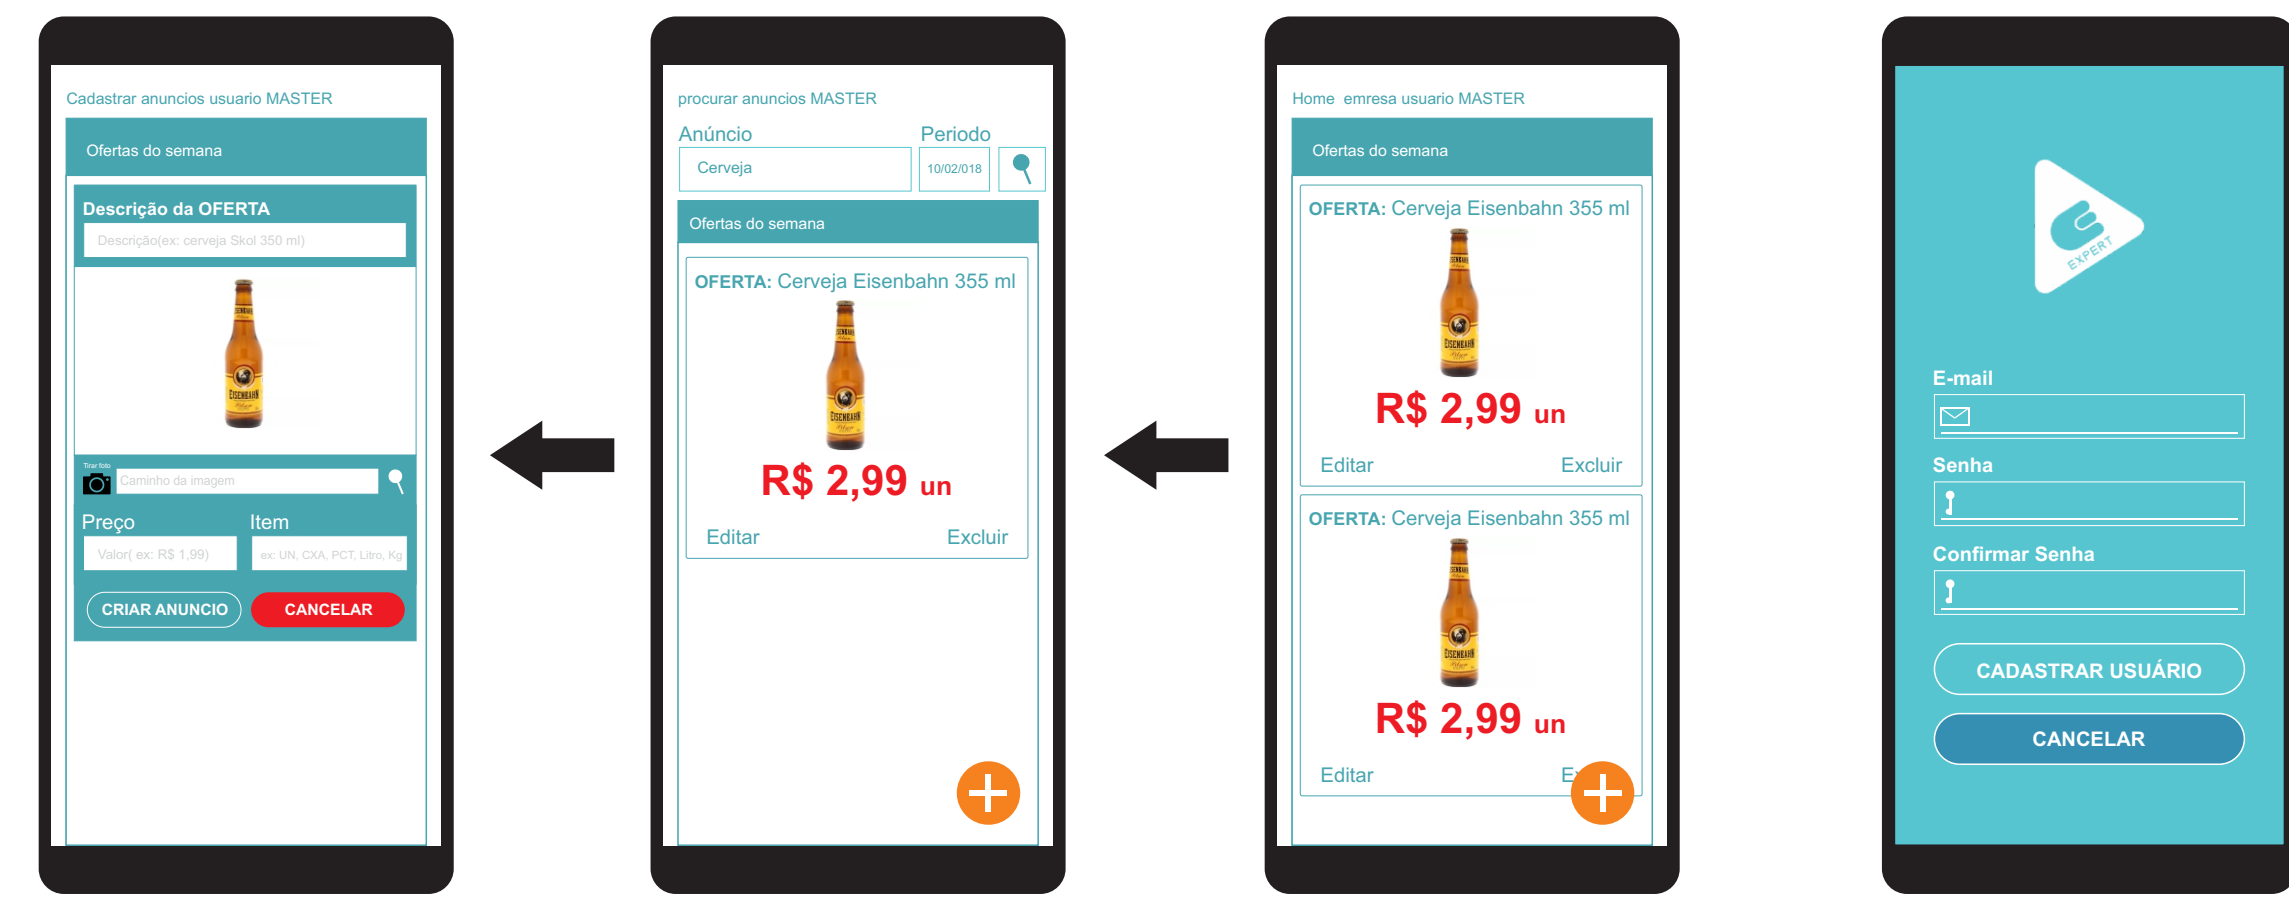 Cadastrar anuncios usuario MASTER
Ofertas do semana
Descrição da OFERTA
Descrição(ex: cerveja Skol 350 ml)
EISENBAHN
Tirar foto
Caminho da imagem
Preço
Item
Valor( ex: R$ 1,99)
ex: UN, CXA, PCT, Litro, Kg
CRIAR ANUNCIO
CANCELAR
procurar anuncios MASTER
Anúncio
Periodo
Cerveja
10/02/018
Ofertas do semana
OFERTA: Cerveja Eisenbahn 355 ml
EISENBAHN
R$ 2,99 un
Editar
Excluir
Home emresa usuario MASTER
Ofertas do semana
OFERTA: Cerveja Eisenbahn 355 ml
EISENBAHN
R$ 2,99 un
Editar
Excluir
OFERTA: Cerveja Eisenbahn 355 ml
EISENBAHN
R$ 2,99 un
Editar
EXPERT
E-mail
Senha
Confirmar Senha
CADASTRAR USUÁRIO
CANCELAR